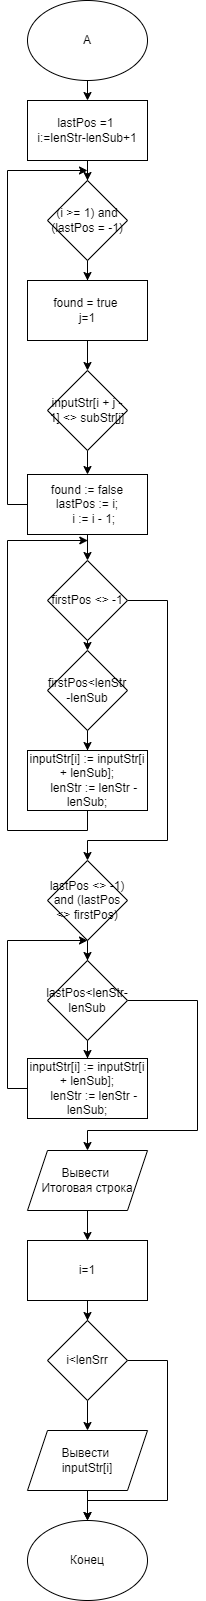 A
lastPos =1
i:=lenStr-lenSub+1
(i >= 1) and
(lastPos = -1)
found = true
j=1
inputStr[i + j -
1] <> subStr[j]
found := false
lastPos := i;
i := i - 1;
firstPos <> -1
firstPos<lenStr
-lenSub
inputStr[i] := inputStr[i
+ lenSub];
lenStr := lenStr -
lenSub;
lastPos <> -1)
and (lastPos
<> firstPos)
lastPos<lenStr-
lenSub
inputStr[i] := inputStr[i
+ lenSub];
lenStr := lenStr -
lenSub;
Вывести
Итоговая строка
i=1
i<lenSrr
Вывести
inputStr[i]
Конец